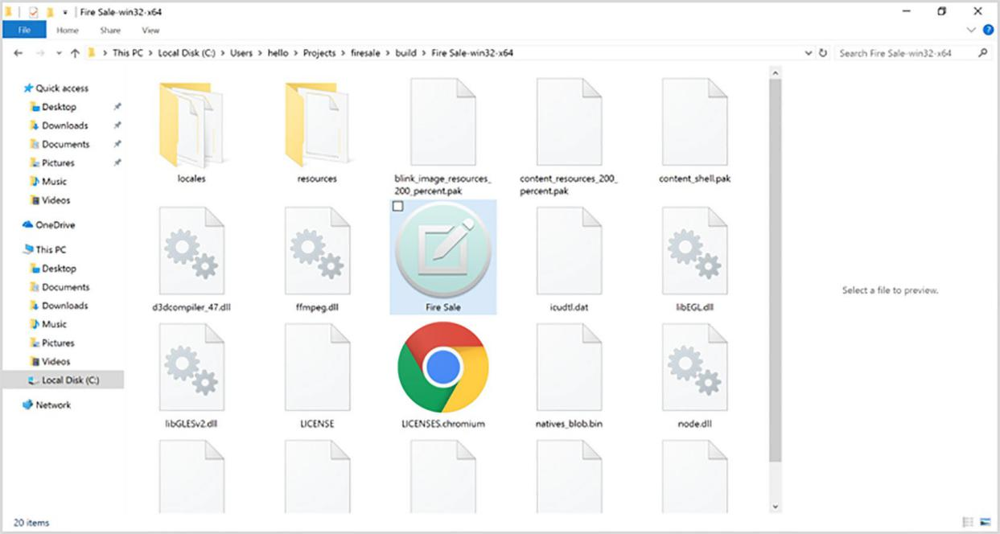 Fire Sale-win32-x64
File Home Share View
This PC Local Disk (C:) Users hello Projects firesale build Fire Sale-win32-x64
Search Fire Sale-win32-x64
Quick access
Desktop
Downloads
Documents
Pictures
Music
Videos
OneDrive
This PC
Desktop
Documents
Downloads
Music
Pictures
Videos
Local Disk (C:)
Network
locales
resources
blink_image_resources_
200_percent.pak
content_resources_200_
percent.pak
content_shell.pak
d3dcompiler_47.dll
ffmpeg.dll
Fire Sale
icudtl.dat
libEGL.dll
libGLESv2.dll
LICENSE
LICENSES.chromium
natives_blob.bin
node.dll
Select a file to preview.
20 items